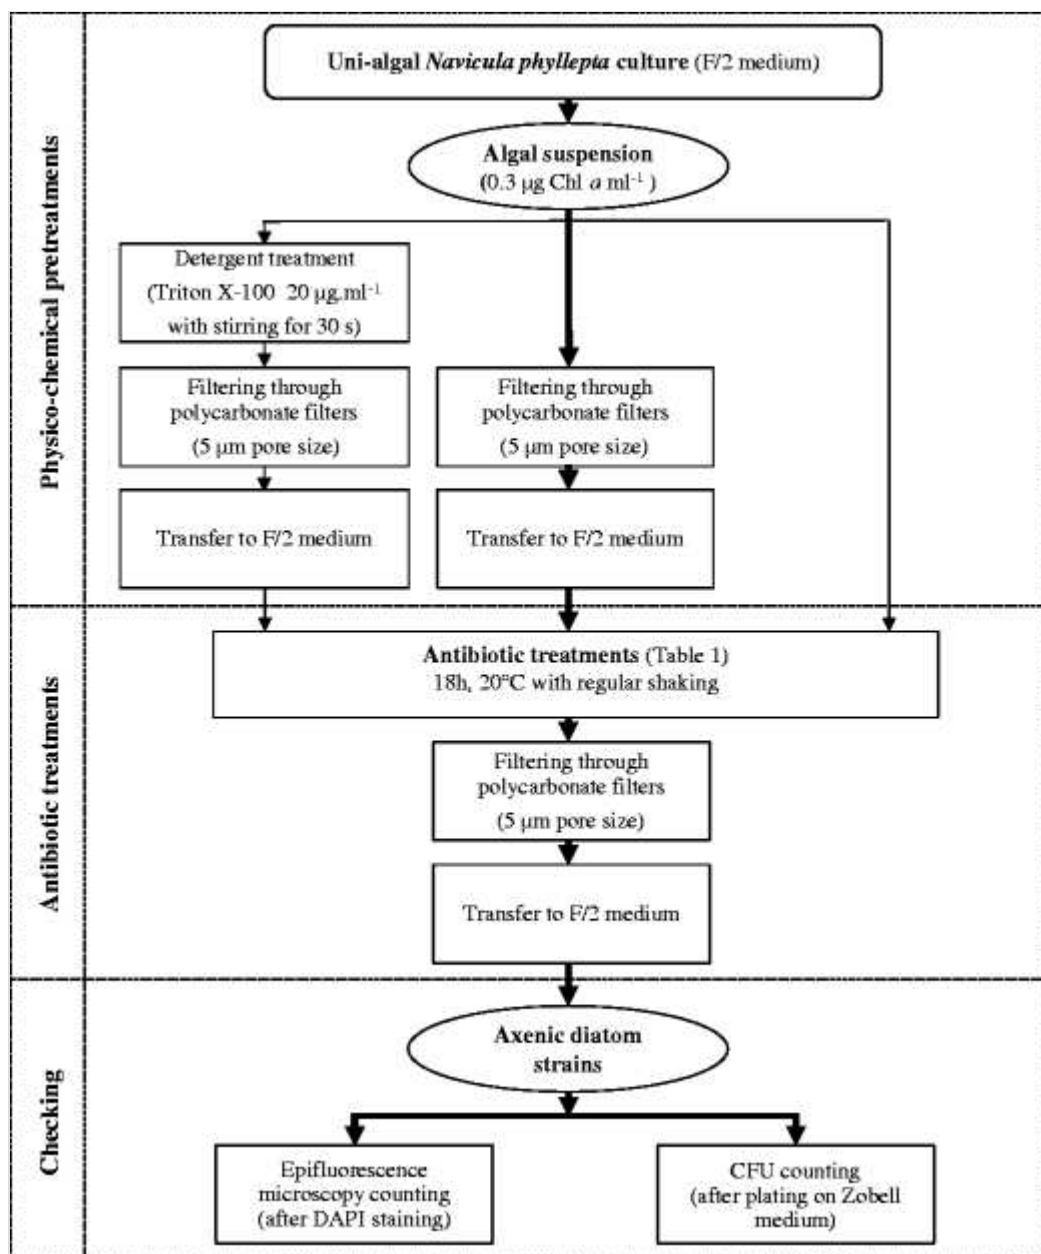 Uni-algal Navicula phyllepta culture (F/2 medium)
Physico-chemical pretreatments
Algal suspension
(0.3 µg Chl a ml⁻¹ )
Detergent treatment
(Triton X-100 20 µg.ml⁻¹
with stirring for 30 s)
Filtering through
polycarbonate filters
(5 µm pore size)
Filtering through
polycarbonate filters
(5 µm pore size)
Transfer to F/2 medium
Transfer to F/2 medium
Antibiotic treatments
Antibiotic treatments (Table 1)
18h, 20°C with regular shaking
Filtering through
polycarbonate filters
(5 µm pore size)
Transfer to F/2 medium
Checking
Axenic diatom
strains
Epifluorescence
microscopy counting
(after DAPI staining)
CFU counting
(after plating on Zobell
medium)